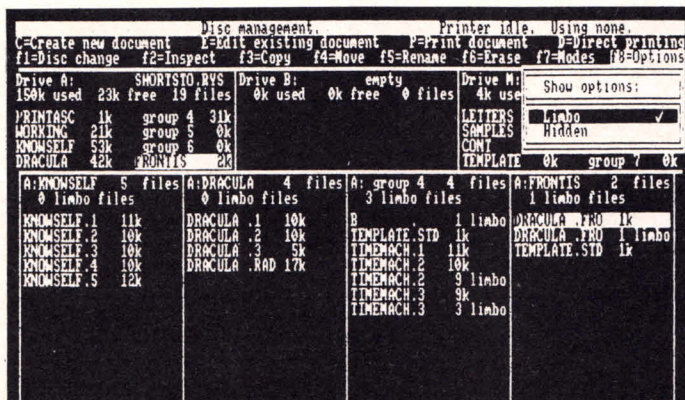 Disc management. Printer idle. Using none.
C=Create new document E=Edit existing document P=Print document D=Direct printing
f1=Disc change f2=Inspect f3=Copy f4=Move f5=Rename f6=Erase f7=Modes f8=Options
Drive A: SHORTSTO.RYS Drive B: empty Drive M:
150k used 23k free 19 files 0k used 0k free 0 files 4k use
Show options:
Limbo ✓
Hidden
PRINTASC 1k group 4 31k LETTERS
WORKING 21k group 5 0k SAMPLES
KNOWSELF 53k group 6 0k CONT
DRACULA 42k FRONTIS 2k TEMPLATE 0k group 7 0k
A:KNOWSELF 5 files A:DRACULA 4 files A: group 4 4 files A:FRONTIS 2 files
0 limbo files 0 limbo files 3 limbo files 1 limbo files
KNOWSELF.1 11k DRACULA .1 10k B . 1 limbo DRACULA .FRO 1k
KNOWSELF.2 10k DRACULA .2 10k TEMPLATE.STD 1k DRACULA .FRO 1 limbo
KNOWSELF.3 10k DRACULA .3 5k TIMEMACH.1 11k TEMPLATE.STD 1k
KNOWSELF.4 10k DRACULA .RAD 17k TIMEMACH.2 10k
KNOWSELF.5 12k TIMEMACH.2 9 limbo
TIMEMACH.3 9k
TIMEMACH.3 3 limbo